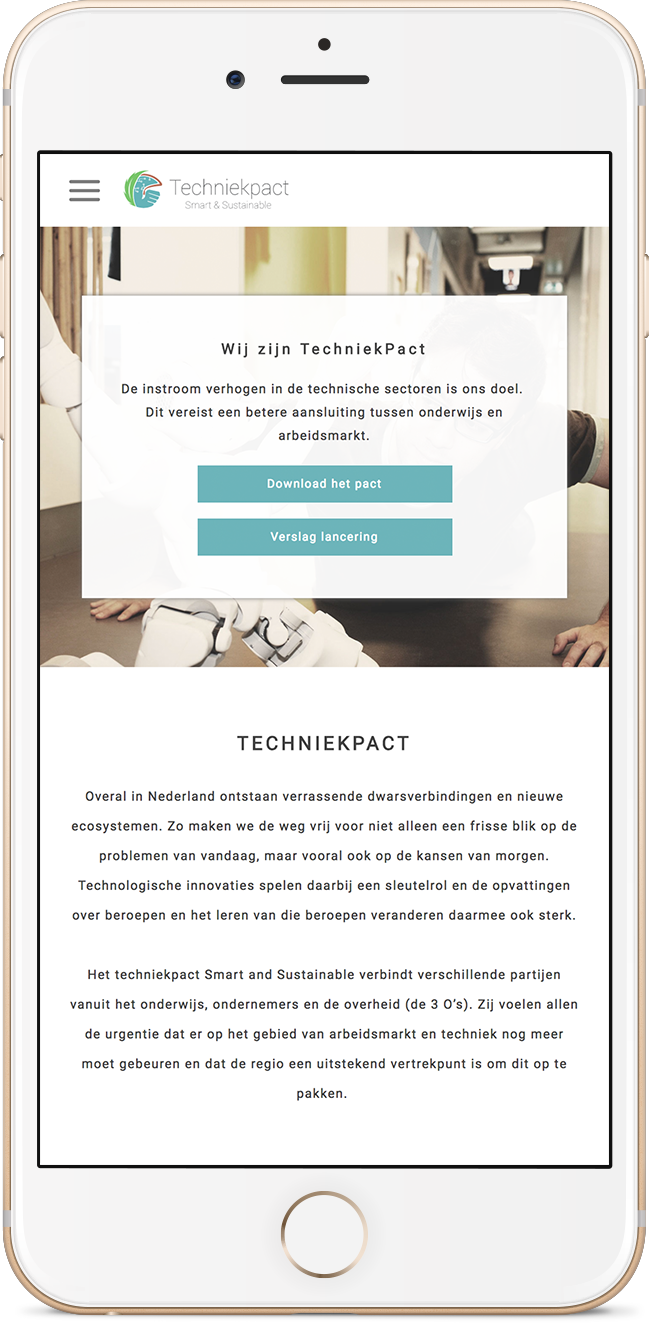 Techniekpact
Smart & Sustainable
Wij zijn TechniekPact
De instroom verhogen in de technische sectoren is ons doel.
Dit vereist een betere aansluiting tussen onderwijs en
arbeidsmarkt.
Download het pact
Verslag lancering
TECHNIEKPACT
Overal in Nederland ontstaan verrassende dwarsverbindingen en nieuwe
ecosystemen. Zo maken we de weg vrij voor niet alleen een frisse blik op de
problemen van vandaag, maar vooral ook op de kansen van morgen.
Technologische innovaties spelen daarbij een sleutelrol en de opvattingen
over beroepen en het leren van die beroepen veranderen daarmee ook sterk.
Het techniekpact Smart and Sustainable verbindt verschillende partijen
vanuit het onderwijs, ondernemers en de overheid (de 3 O’s). Zij voelen allen
de urgentie dat er op het gebied van arbeidsmarkt en techniek nog meer
moet gebeuren en dat de regio een uitstekend vertrekpunt is om dit op te
pakken.